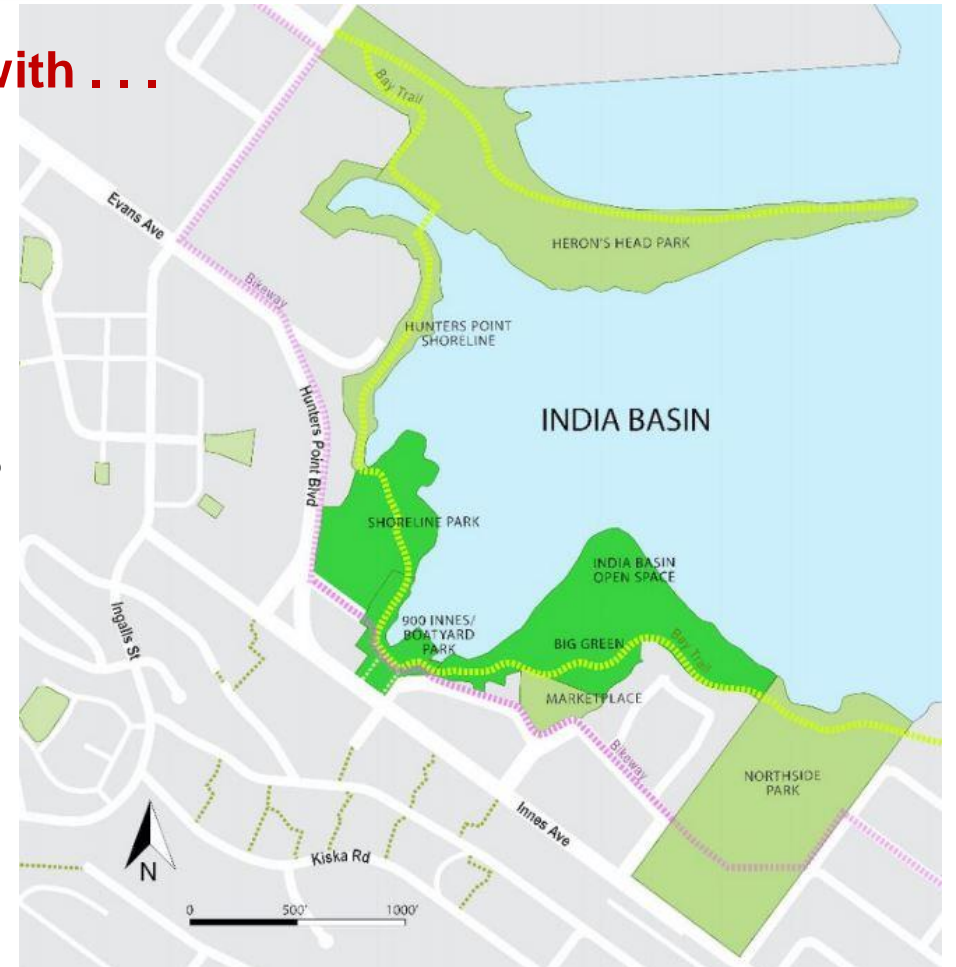 with . . .
Bay Trail
Evans Ave
HERON'S HEAD PARK
Bikeway
HUNTERS POINT
SHORELINE
Hunters Point Blvd
INDIA BASIN
SHORELINE PARK
INDIA BASIN
OPEN SPACE
Ingalls St
900 INNES/
BOATYARD
PARK
BIG GREEN
Bay Trail
MARKETPLACE
Bikeway
NORTHSIDE
PARK
Innes Ave
Kiska Rd
N
0 500' 1000'